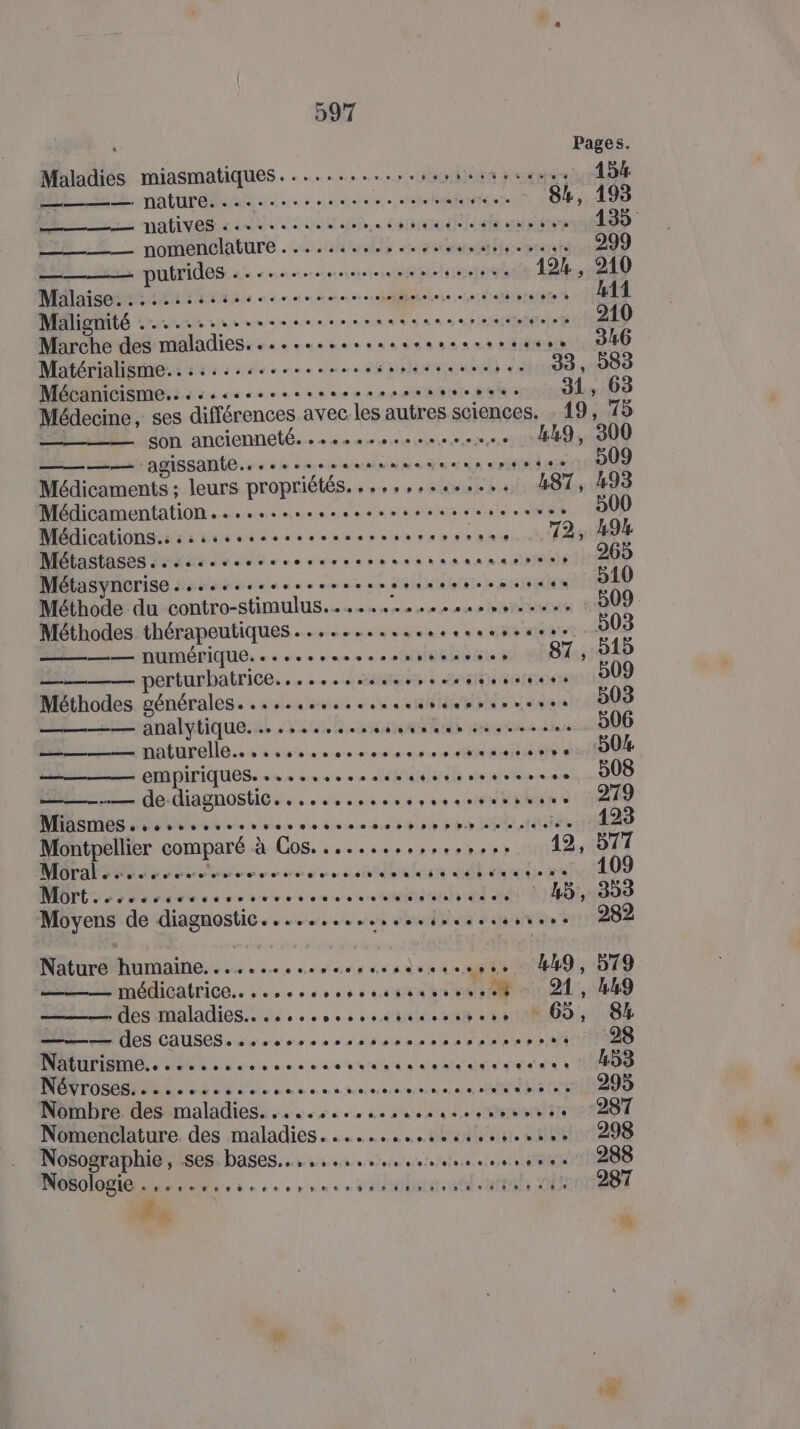 597
Pages.
Maladies miasmatiques................................ 154
———— nature.............................. 84, 193
———— natives................................ 135
———— nomenclature............................ 299
———— putrides........................... 124, 210
Malaise........................................ 411
Malignité...................................... 210
Marche des maladies............................ 346
Matérialisme............................... 33, 583
Mécanicisme................................. 31, 63
Médecine, ses différences avec les autres sciences. 19, 75
———— son ancienneté..................... 449, 300
———— agissante.............................. 509
Médicaments; leurs propriétés............. 487, 493
Médicamentation................................ 500
Médications................................ 72, 494
Métastases..................................... 265
Métasyncrise................................... 510
Méthode du contro-stimulus..................... 509
Méthodes thérapeutiques........................ 503
———— numérique........................... 87, 515
———— perturbatrice.......................... 509
Méthodes générales............................. 503
———— analytique............................. 506
———— naturelle.............................. 504
———— empiriques............................. 508
———— de diagnostic.......................... 279
Miasmes........................................ 123
Montpellier comparé à Cos.................. 12, 577
Moral.......................................... 109
Mort....................................... 45, 353
Moyens de diagnostic........................... 282
Nature humaine............................ 449, 579
———— médicatrice......................... 21, 449
———— des maladies......................... 65, 84
———— des causes.............................. 28
Naturisme...................................... 453
Névroses....................................... 295
Nombre des maladies............................ 287
Nomenclature des maladies...................... 298
Nosographie, ses bases......................... 288
Nosologie...................................... 287